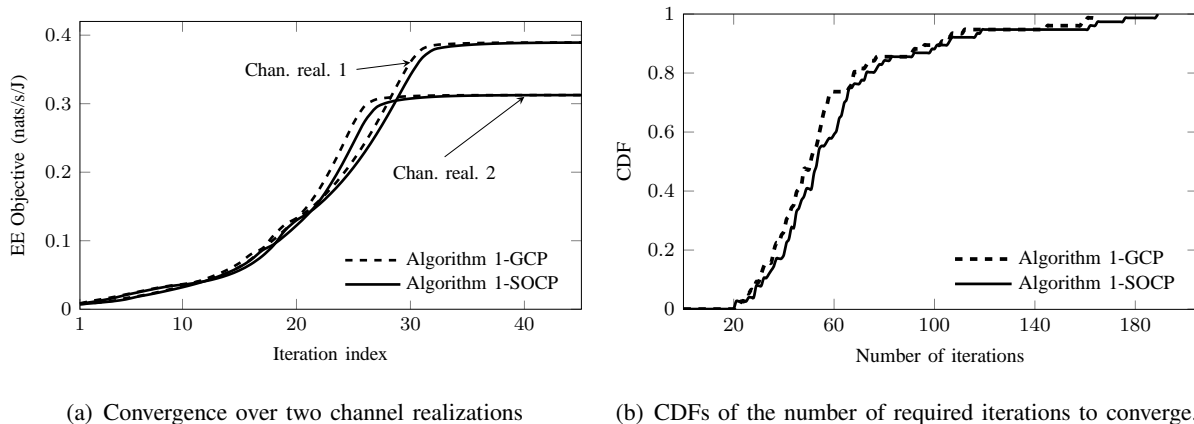 0.4
0.3
0.2
0.1
0
EE Objective (nats/s/J)
Chan. real. 1
Chan. real. 2
Algorithm 1-GCP
Algorithm 1-SOCP
1 10 20 30 40
Iteration index
(a) Convergence over two channel realizations
1
0.8
0.6
0.4
0.2
0
CDF
Algorithm 1-GCP
Algorithm 1-SOCP
20 60 100 140 180
Number of iterations
(b) CDFs of the number of required iterations to converge.